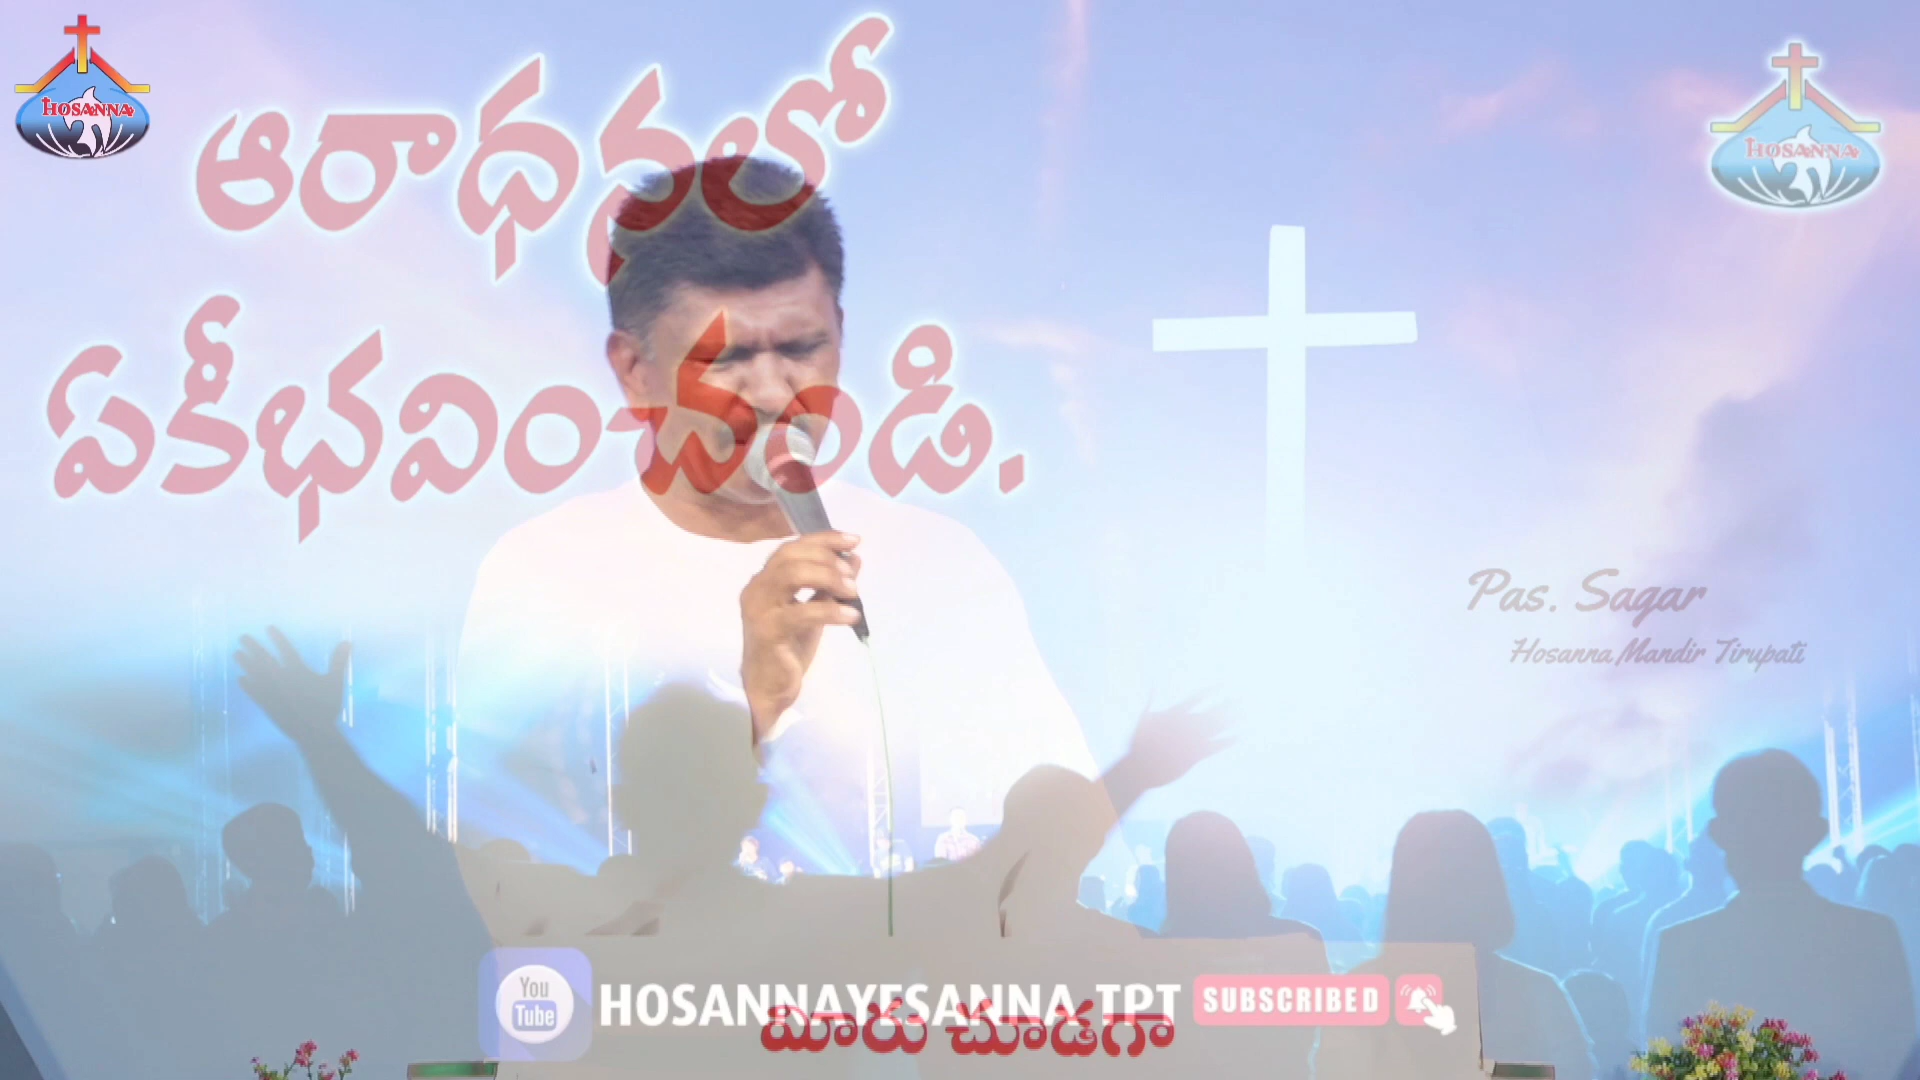 HOSANNA
HOSANNA
ఆరాధనలో
ఏకీభవించండి.
Pas. Sagar
Hosanna Mandir Tirupati
You
Tube
HOSANNAYESANNA TPT
SUBSCRIBED
మీరు చూడగా